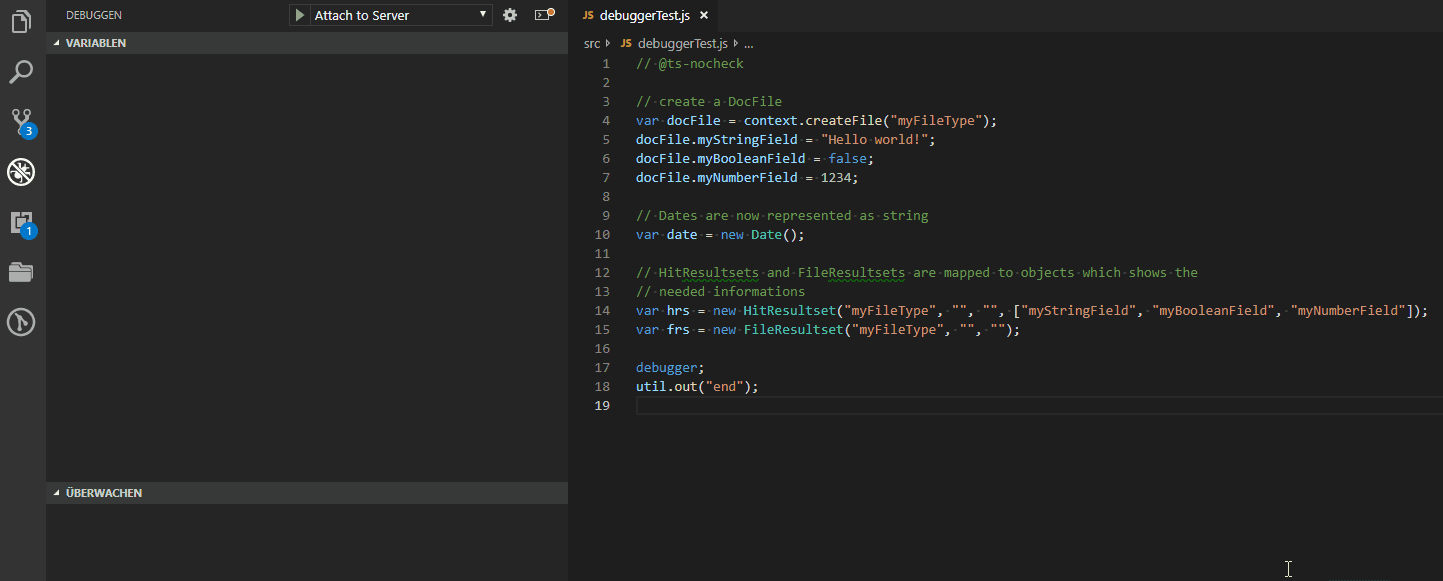 DEBUGGEN
Attach to Server
VARIABLEN
3
1
ÜBERWACHEN
JS debuggerTest.js ×
src JS debuggerTest.js ...
1 // @ts-nocheck
2
3 // create a DocFile
4 var docFile = context.createFile("myFileType");
5 docFile.myStringField = "Hello world!";
6 docFile.myBooleanField = false;
7 docFile.myNumberField = 1234;
8
9 // Dates are now represented as string
10 var date = new Date();
11
12 // HitResultsets and FileResultsets are mapped to objects which shows the
13 // needed informations
14 var hrs = new HitResultset("myFileType", "", "", ["myStringField", "myBooleanField", "myNumberField"]);
15 var frs = new FileResultset("myFileType", "", "");
16
17 debugger;
18 util.out("end");
19